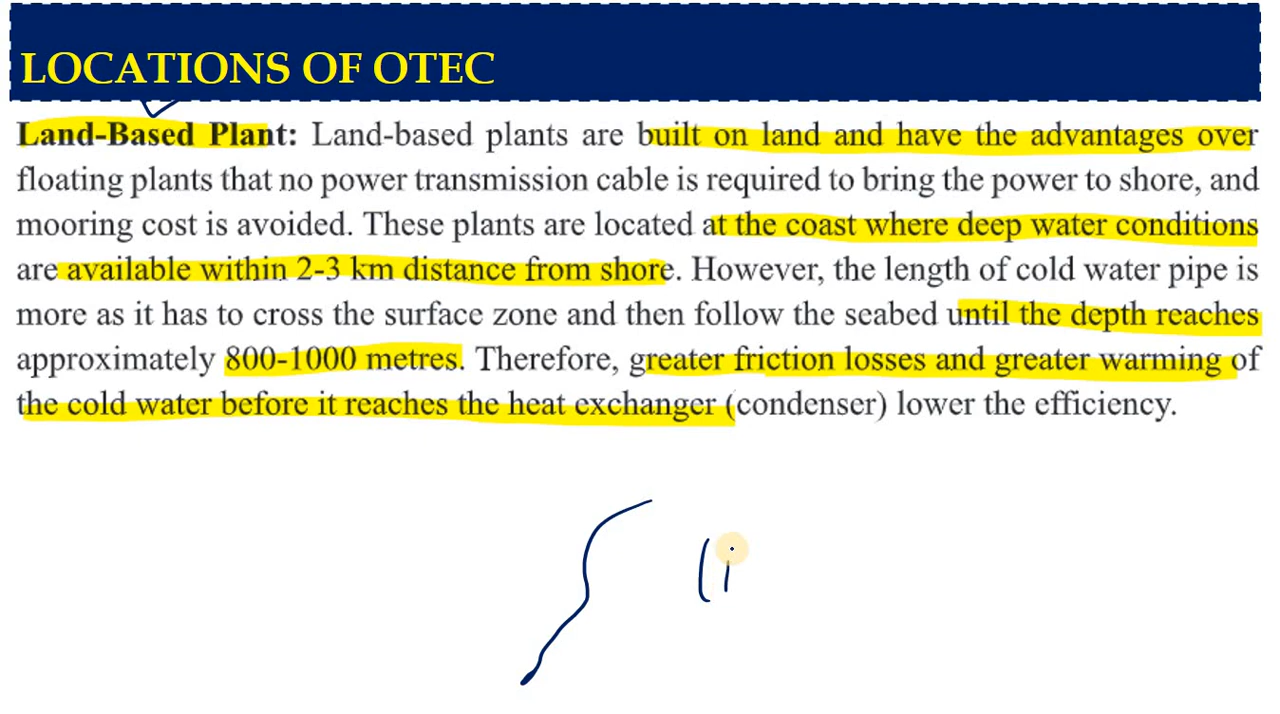 LOCATIONS OF OTEC
Land-Based Plant: Land-based plants are built on land and have the advantages over
floating plants that no power transmission cable is required to bring the power to shore, and
mooring cost is avoided. These plants are located at the coast where deep water conditions
are available within 2-3 km distance from shore. However, the length of cold water pipe is
more as it has to cross the surface zone and then follow the seabed until the depth reaches
approximately 800-1000 metres. Therefore, greater friction losses and greater warming of
the cold water before it reaches the heat exchanger (condenser) lower the efficiency.